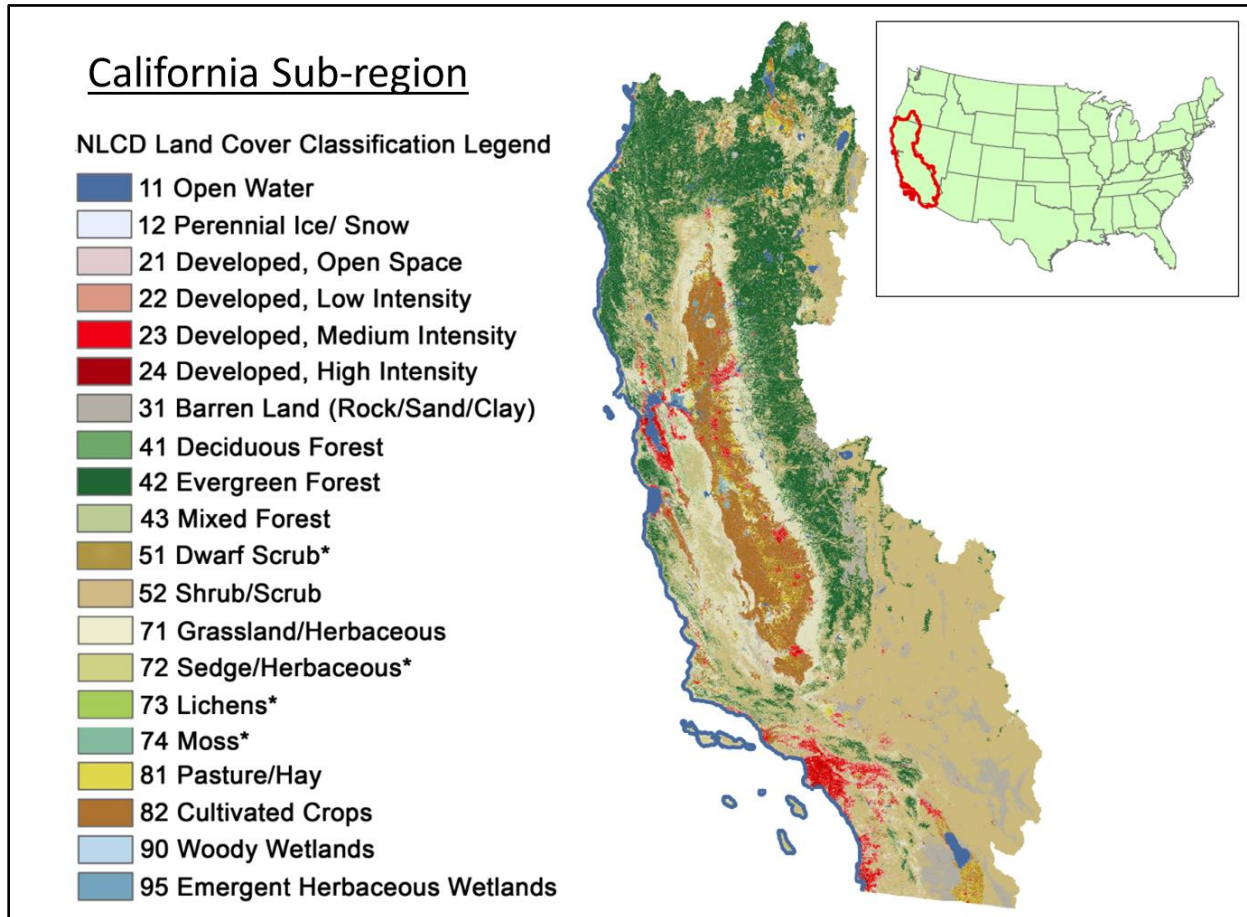 California Sub-region
NLCD Land Cover Classification Legend
11 Open Water
12 Perennial Ice/ Snow
21 Developed, Open Space
22 Developed, Low Intensity
23 Developed, Medium Intensity
24 Developed, High Intensity
31 Barren Land (Rock/Sand/Clay)
41 Deciduous Forest
42 Evergreen Forest
43 Mixed Forest
51 Dwarf Scrub*
52 Shrub/Scrub
71 Grassland/Herbaceous
72 Sedge/Herbaceous*
73 Lichens*
74 Moss*
81 Pasture/Hay
82 Cultivated Crops
90 Woody Wetlands
95 Emergent Herbaceous Wetlands